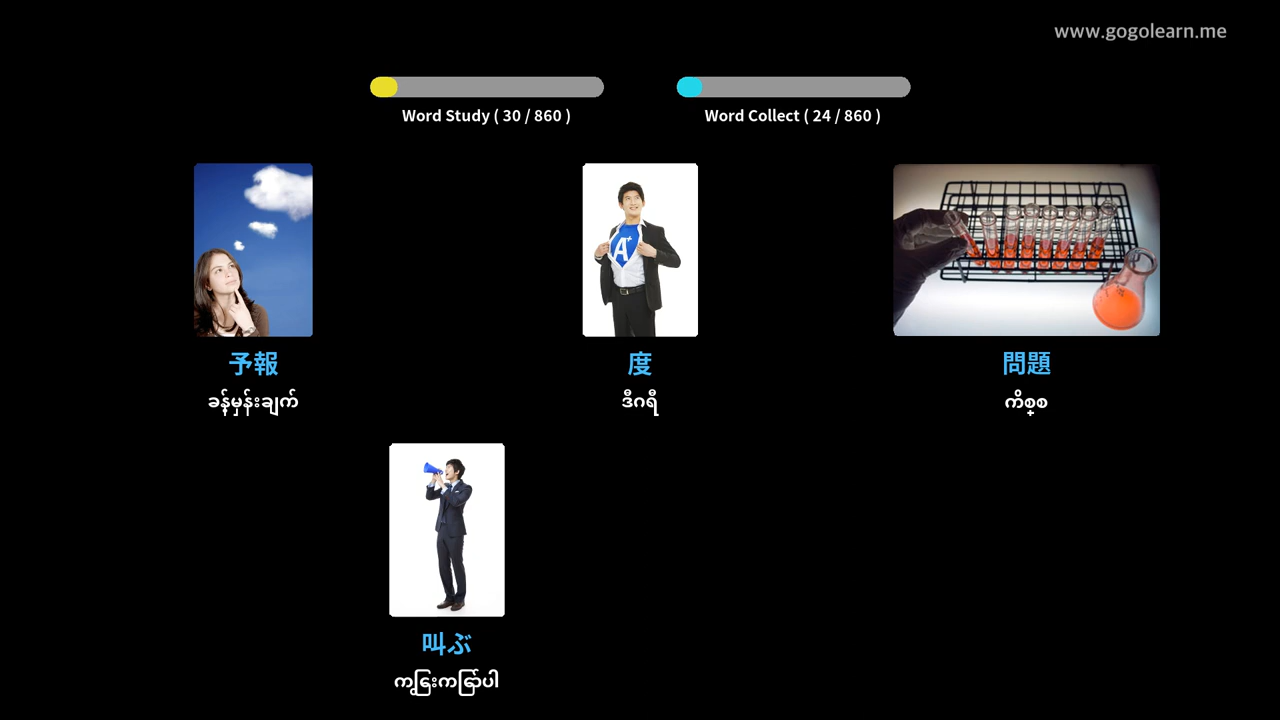 www.gogolearn.me
Word Study ( 30 / 860 )
Word Collect ( 24 / 860 )
A+
予報
度
問題
ခန့်မှန်းချက်
ဒီဂရီ
ကိစ္စ
叫ぶ
ကြွေးကြော်ပါ